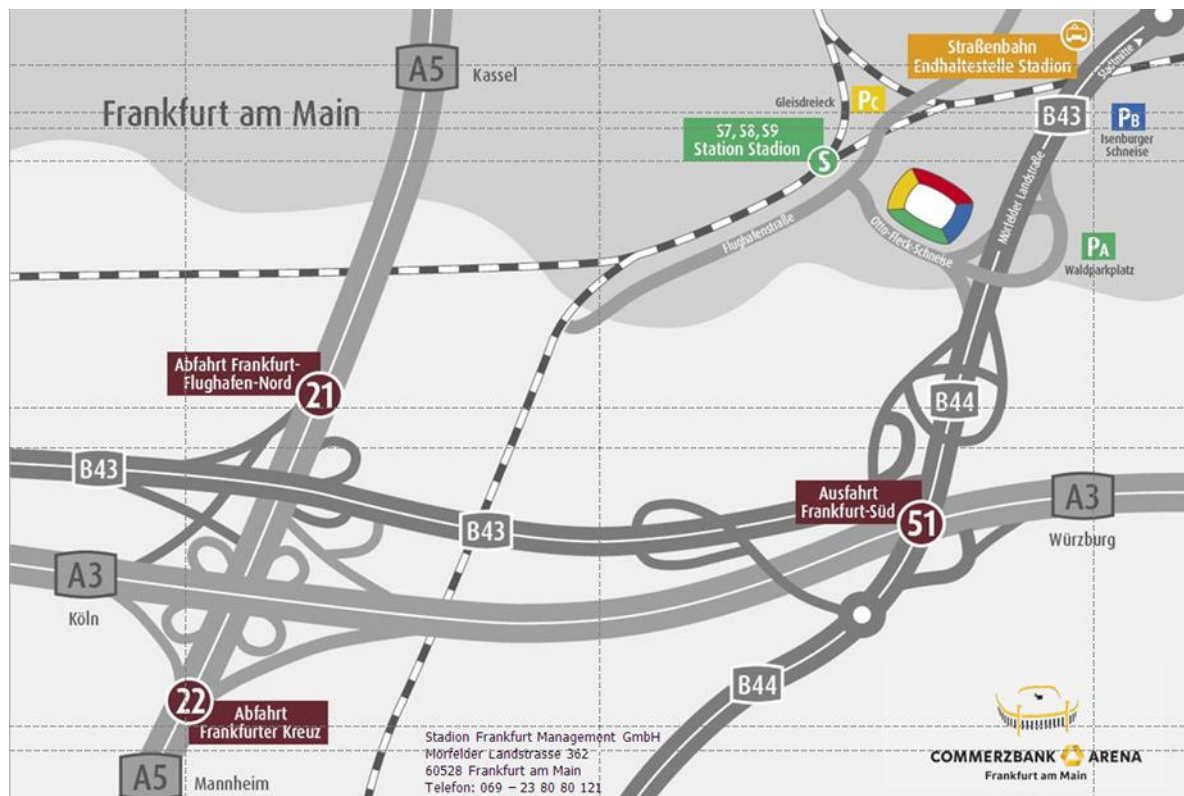 A5
Kassel
Frankfurt am Main
Straßenbahn
Endhaltestelle Stadion
Stadtmitte
Gleisdreieck
PC
B43
PB
Isenburger
Schneise
S7, S8, S9
Station Stadion
S
Mörfelder Landstraße
Flughafenstraße
Otto-Fleck-Schneise
PA
Waldparkplatz
Abfahrt Frankfurt-
Flughafen-Nord
21
B44
B43
B43
Ausfahrt
Frankfurt-Süd
51
A3
Würzburg
A3
Köln
22
Abfahrt
Frankfurter Kreuz
B44
A5
Mannheim
Stadion Frankfurt Management GmbH
Mörfelder Landstrasse 362
60528 Frankfurt am Main
Telefon: 069 – 23 80 80 121
COMMERZBANK ARENA
Frankfurt am Main